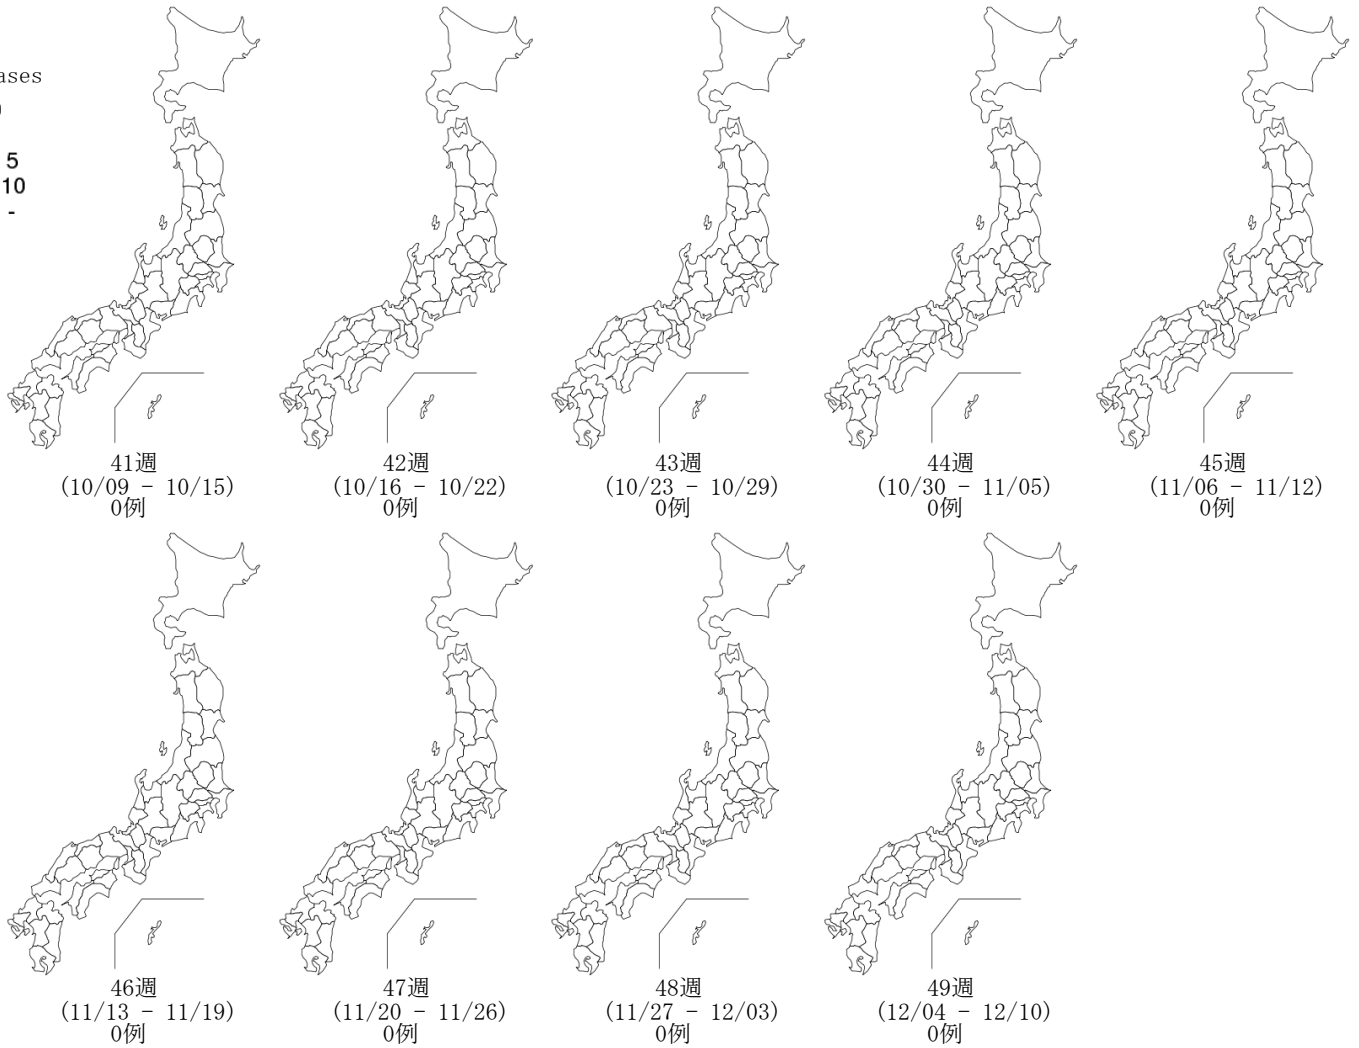 ases
5
10
-
41週
(10/09 - 10/15)
0例
42週
(10/16 - 10/22)
0例
43週
(10/23 - 10/29)
0例
44週
(10/30 - 11/05)
0例
45週
(11/06 - 11/12)
0例
46週
(11/13 - 11/19)
0例
47週
(11/20 - 11/26)
0例
48週
(11/27 - 12/03)
0例
49週
(12/04 - 12/10)
0例